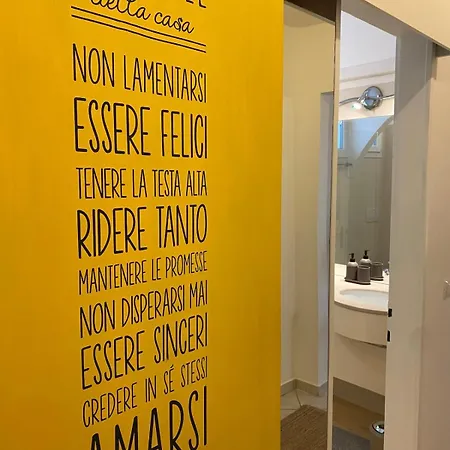 della casa
NON LAMENTARSI
ESSERE FELICI
TENERE LA TESTA ALTA
RIDERE TANTO
MANTENERE LE PROMESSE
NON DISPERARSI MAI
ESSERE SINCERI
CREDERE IN SÉ STESSI
AMARSI